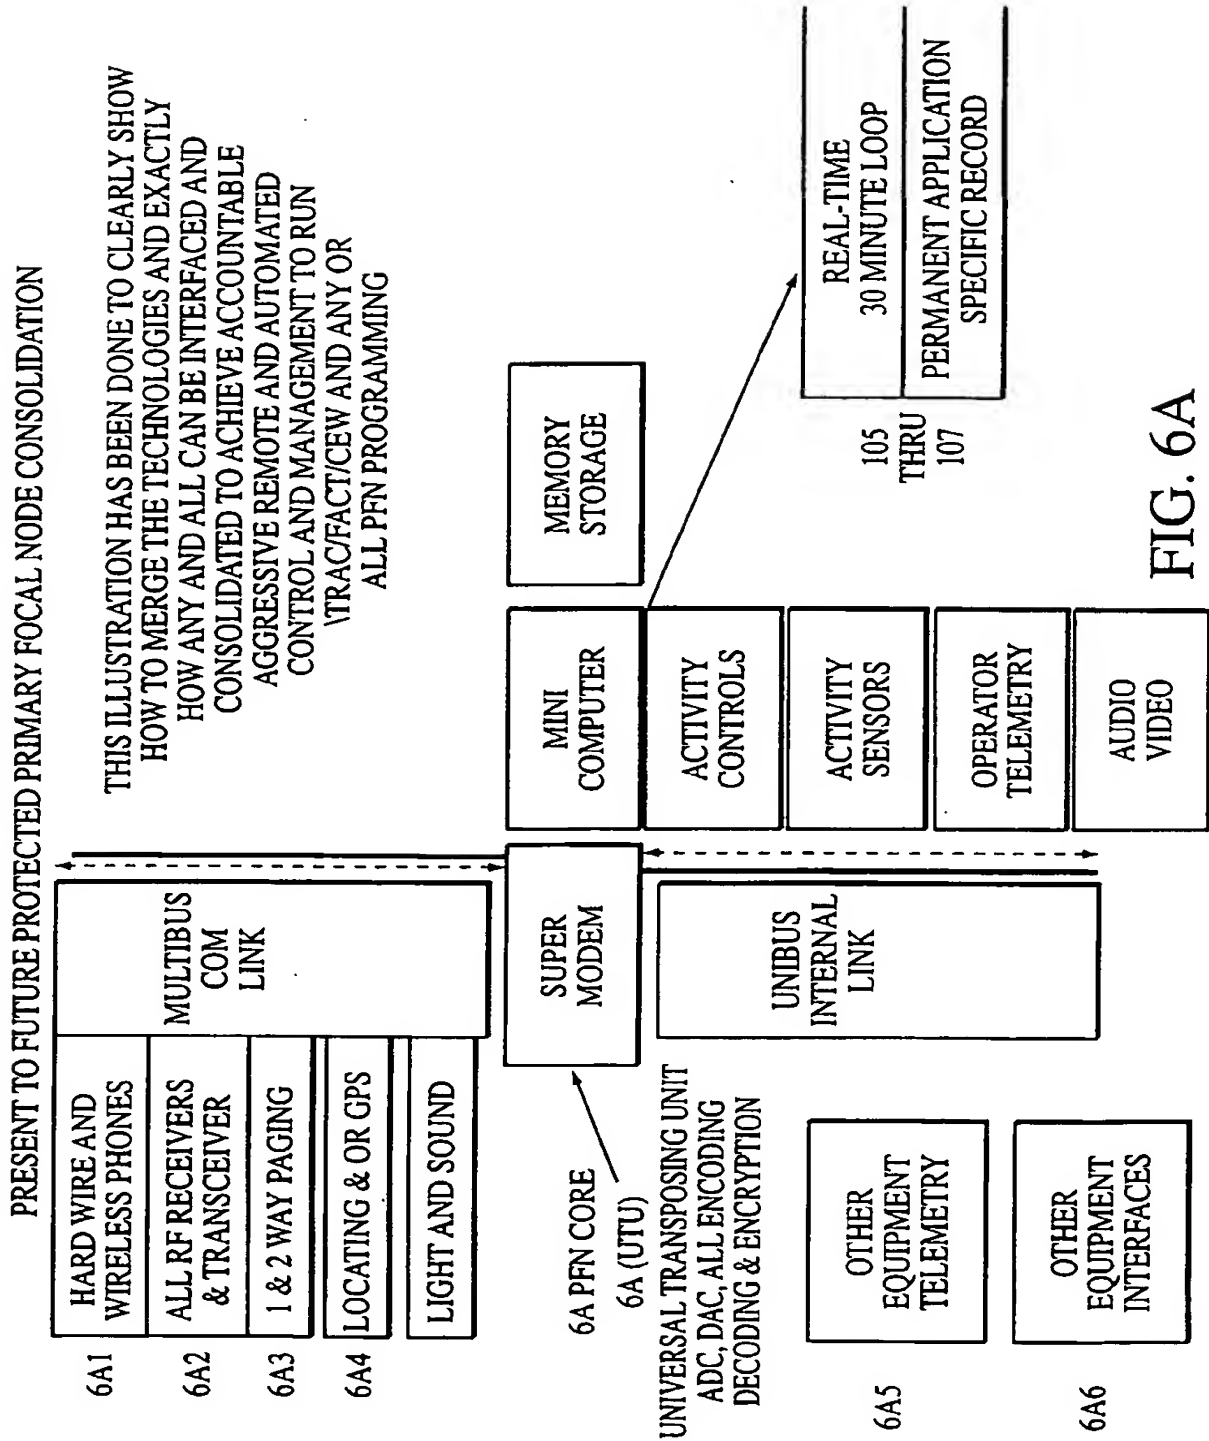 PRESENT TO FUTURE PROTECTED PRIMARY FOCAL NODE CONSOLIDATION
THIS ILLUSTRATION HAS BEEN DONE TO CLEARLY SHOW
HOW TO MERGE THE TECHNOLOGIES AND EXACTLY
HOW ANY AND ALL CAN BE INTERFACED AND
CONSOLIDATED TO ACHIEVE ACCOUNTABLE
AGGRESSIVE REMOTE AND AUTOMATED
CONTROL AND MANAGEMENT TO RUN
\TRAC/FACT/CEW AND ANY OR
ALL PFN PROGRAMMING
6A1
HARD WIRE AND
WIRELESS PHONES
6A2
ALL RF RECEIVERS
& TRANSCEIVER
6A3
1 & 2 WAY PAGING
6A4
LOCATING & OR GPS
LIGHT AND SOUND
MULTIBUS
COM
LINK
6A PFN CORE
6A (UTU)
UNIVERSAL TRANSPOSING UNIT
ADC, DAC, ALL ENCODING
DECODING & ENCRYPTION
SUPER
MODEM
MINI
COMPUTER
MEMORY
STORAGE
UNIBUS
INTERNAL
LINK
ACTIVITY
CONTROLS
ACTIVITY
SENSORS
OPERATOR
TELEMETRY
AUDIO
VIDEO
6A5
OTHER
EQUIPMENT
TELEMETRY
6A6
OTHER
EQUIPMENT
INTERFACES
105
THRU
107
REAL-TIME
30 MINUTE LOOP
PERMANENT APPLICATION
SPECIFIC RECORD
FIG. 6A